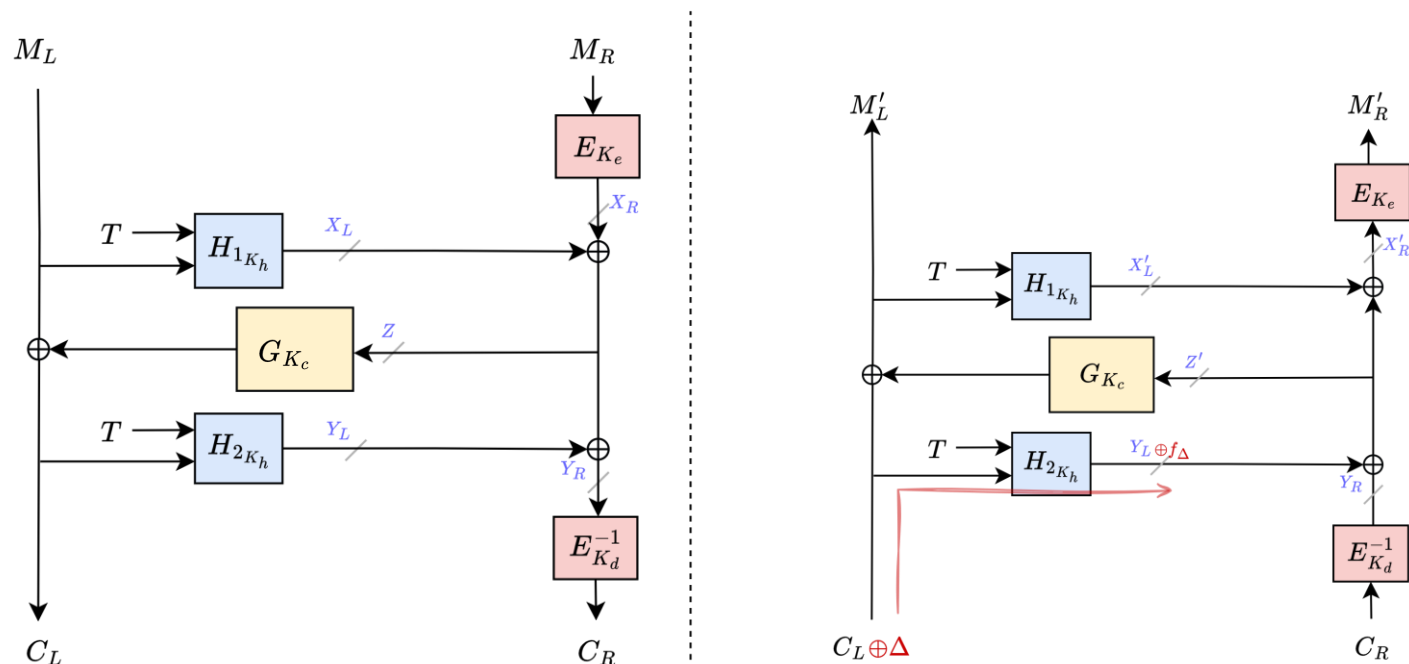 M_L
M_R
E_{K_e}
X_R
X_L
T
H_{1_{K_h}}
Z
G_{K_c}
T
H_{2_{K_h}}
Y_L
Y_R
E_{K_d}^{-1}
C_L
C_R
M'_L
M'_R
E_{K_e}
X'_R
X'_L
T
H_{1_{K_h}}
Z'
G_{K_c}
T
H_{2_{K_h}}
Y_L ⊕ f_Δ
Y_R
E_{K_d}^{-1}
C_L ⊕ Δ
C_R